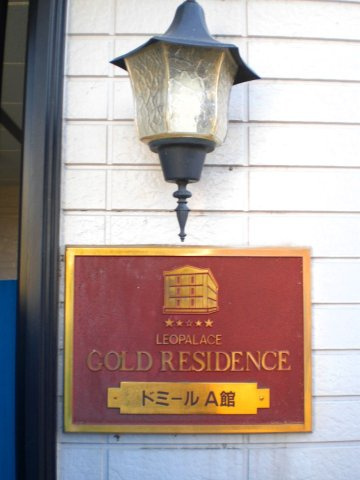 LEOPALACE
GOLD RESIDENCE
ドミール A館